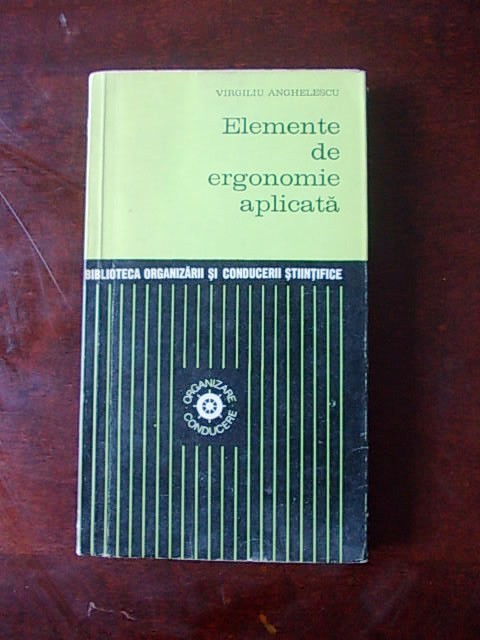 VIRGILIU ANGHELESCU
Elemente
de
ergonomie
aplicată
BIBLIOTECA ORGANIZĂRII ŞI CONDUCERII ŞTIINŢIFICE
ORGANIZARE
CONDUCERE